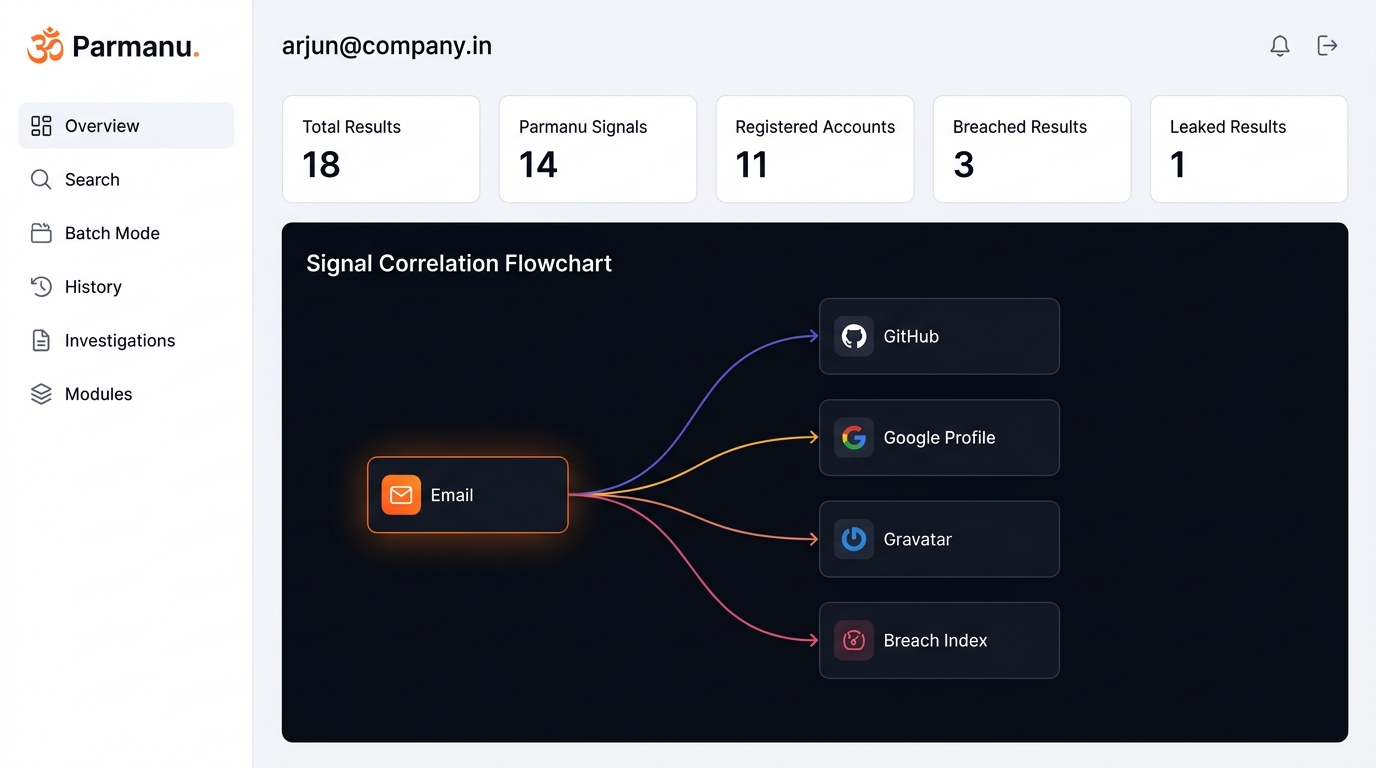 ॐ Parmanu.
arjun@company.in
Overview
Search
Batch Mode
History
Investigations
Modules
Total Results
18
Parmanu Signals
14
Registered Accounts
11
Breached Results
3
Leaked Results
1
Signal Correlation Flowchart
Email
GitHub
Google Profile
Gravatar
Breach Index